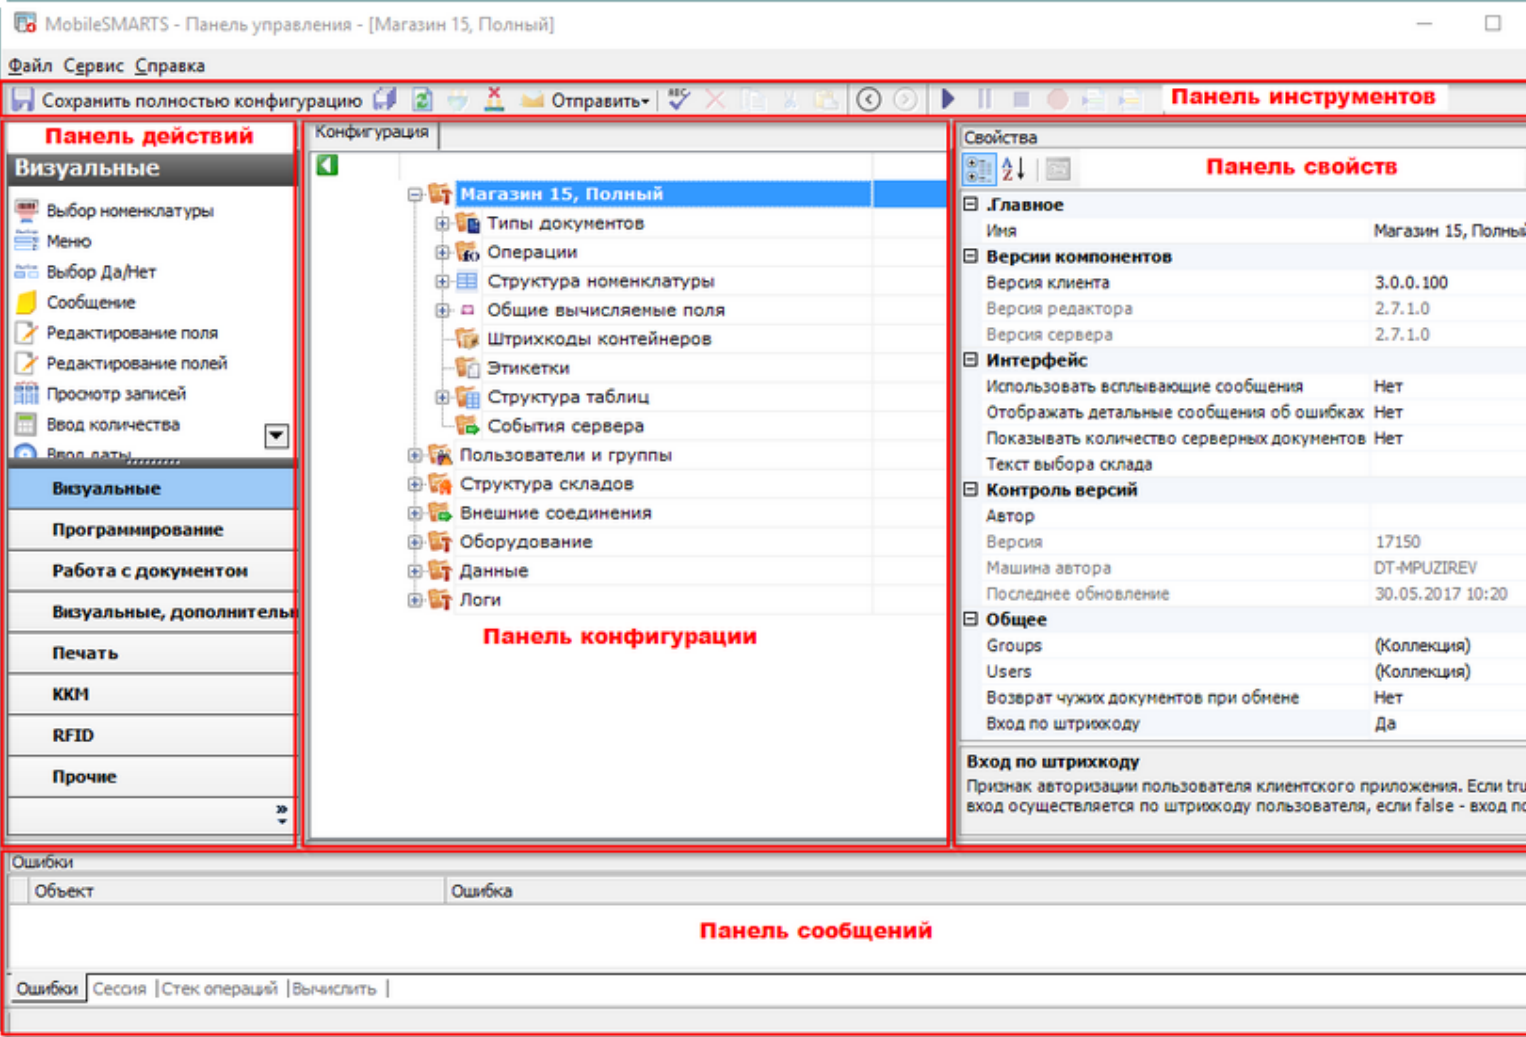 MobileSMARTS - Панель управления - [Магазин 15, Полный]
Файл Сервис Справка
Сохранить полностью конфигурацию Отправить Панель инструментов
Панель действий
Визуальные
Выбор номенклатуры
Меню
Выбор Да/Нет
Сообщение
Редактирование поля
Редактирование полей
Просмотр записей
Ввод количества
Ввод даты
Визуальные
Программирование
Работа с документом
Визуальные, дополнительн
Печать
ККМ
RFID
Прочие
Конфигурация
Магазин 15, Полный
Типы документов
Операции
Структура номенклатуры
Общие вычисляемые поля
Штрихкоды контейнеров
Этикетки
Структура таблиц
События сервера
Пользователи и группы
Структура складов
Внешние соединения
Оборудование
Данные
Логи
Панель конфигурации
Свойства
Панель свойств
.Главное
Имя Магазин 15, Полный
Версии компонентов
Версия клиента 3.0.0.100
Версия редактора 2.7.1.0
Версия сервера 2.7.1.0
Интерфейс
Использовать всплывающие сообщения Нет
Отображать детальные сообщения об ошибках Нет
Показывать количество серверных документов Нет
Текст выбора склада
Контроль версий
Автор
Версия 17150
Машина автора DT-MPUZIREV
Последнее обновление 30.05.2017 10:20
Общее
Groups (Коллекция)
Users (Коллекция)
Возврат чужих документов при обмене Нет
Вход по штрихкоду Да
Вход по штрихкоду
Признак авторизации пользователя клиентского приложения. Если tru
вход осуществляется по штрихкоду пользователя, если false - вход по
Ошибки
Объект Ошибка
Панель сообщений
Ошибки Сессия Стек операций Вычислить